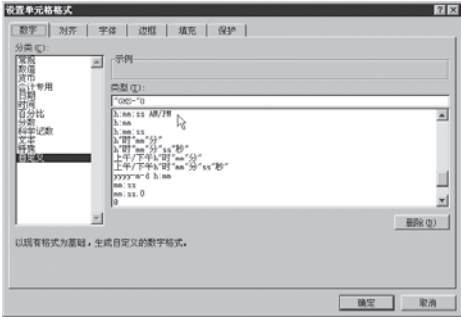 设置单元格格式
数字 对齐 字体 边框 填充 保护
分类(C):
常规
数值
货币
会计专用
日期
时间
百分比
分数
科学记数
文本
特殊
自定义
示例
类型(T):
"GHS-"0
h:mm:ss AM/PM
h:mm
h:mm:ss
h"时"mm"分"
h"时"mm"分"ss"秒"
上午/下午h"时"mm"分"
上午/下午h"时"mm"分"ss"秒"
yyyy-m-d h:mm
mm:ss
mm:ss.0
@
删除(D)
以现有格式为基础，生成自定义的数字格式。
确定 取消